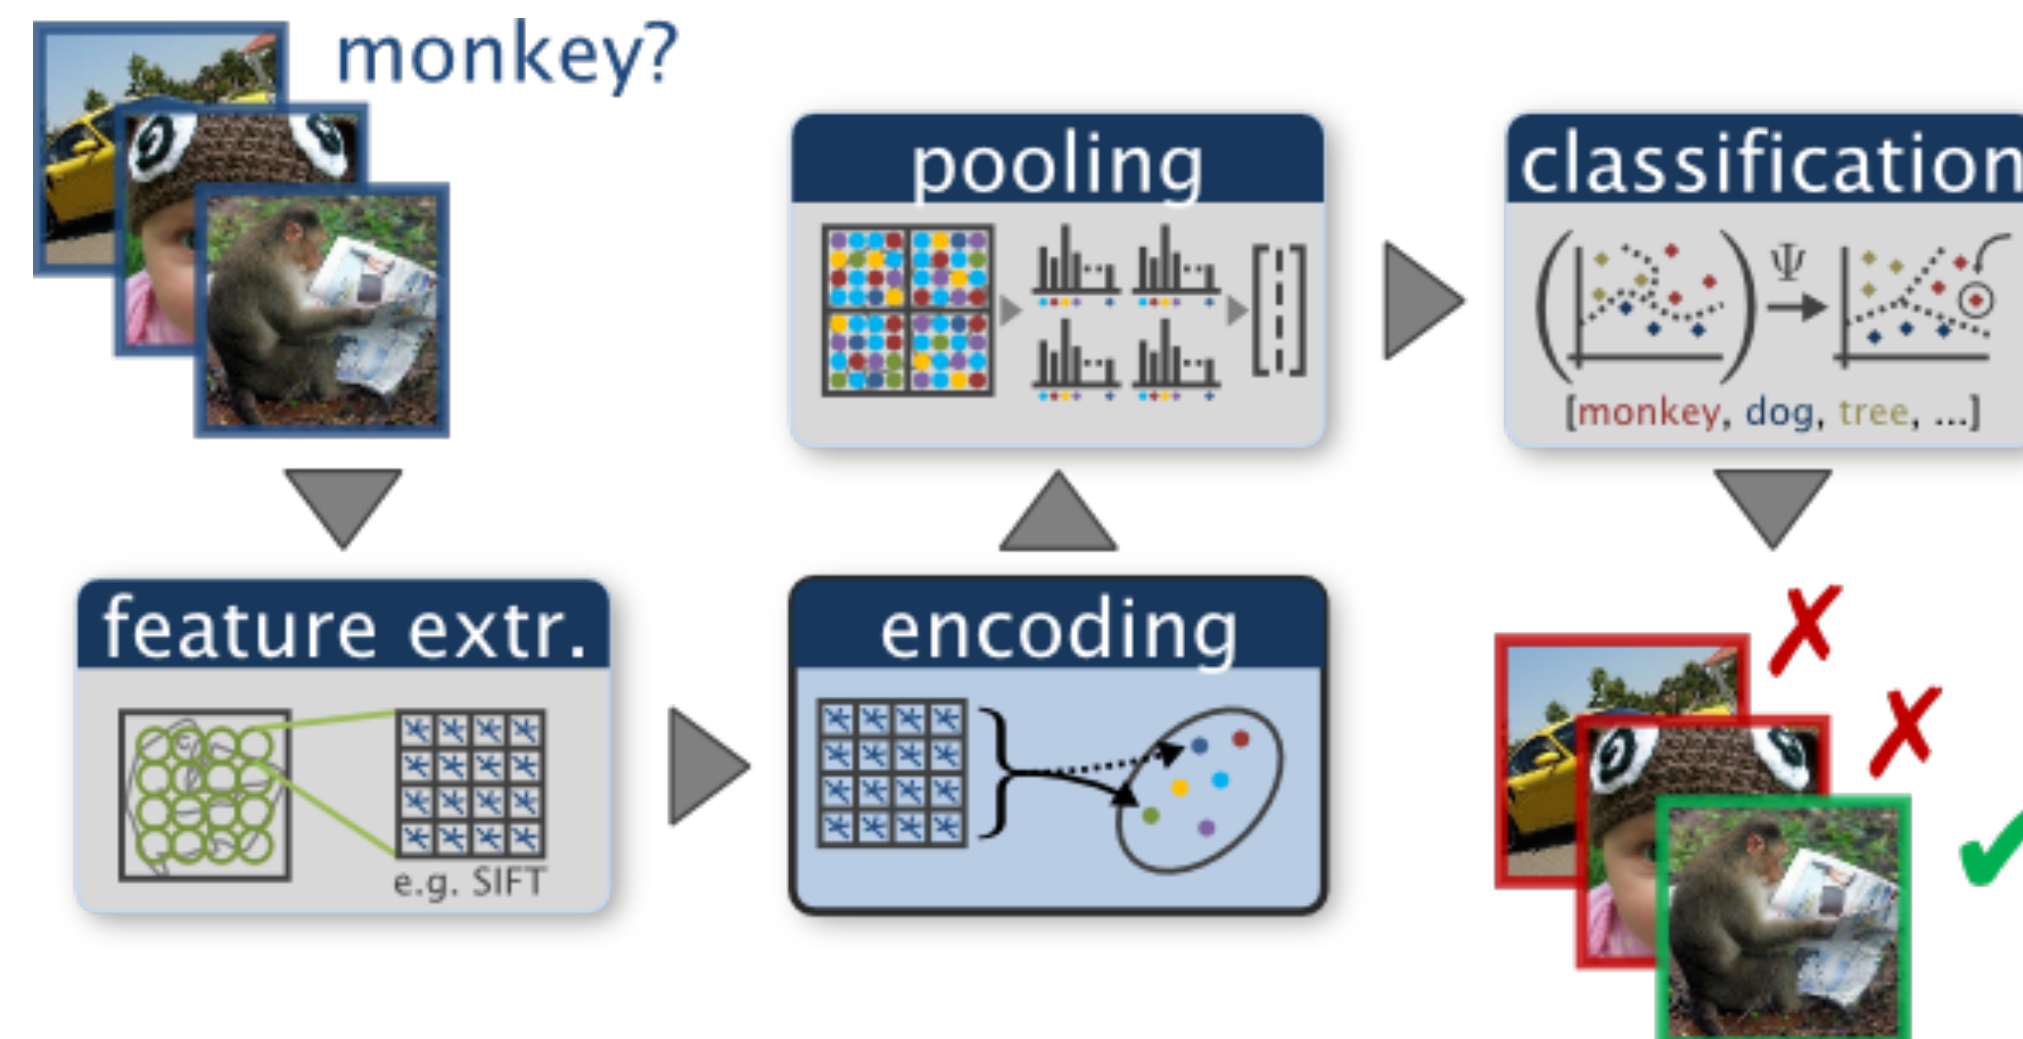 monkey?
feature extr.
e.g. SIFT
encoding
pooling
classification
Ψ
[monkey, dog, tree, ...]